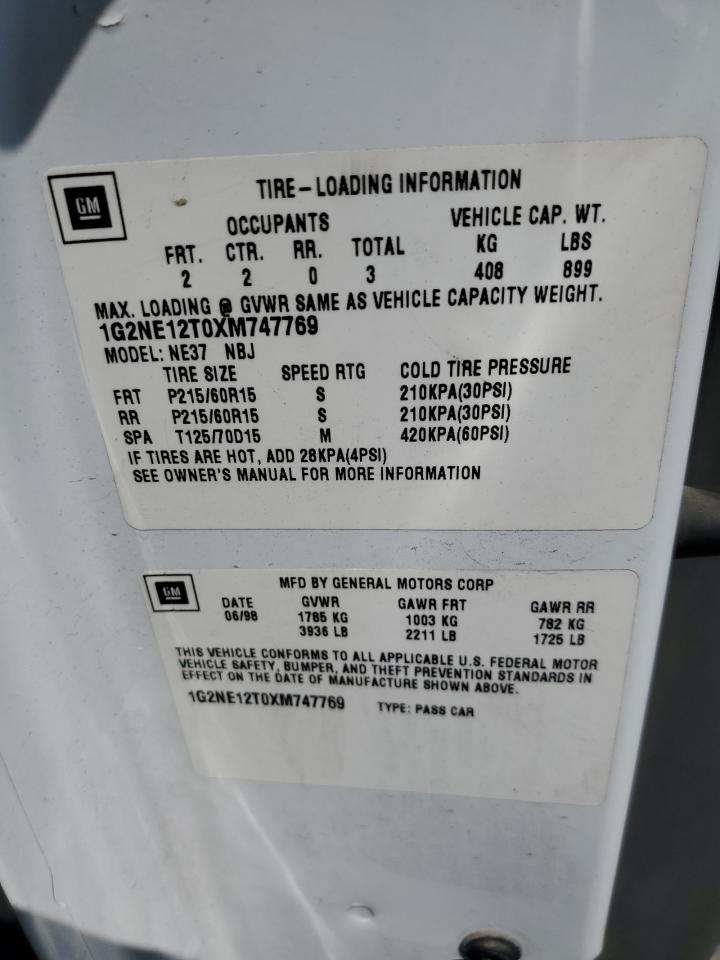 GM
TIRE-LOADING INFORMATION
OCCUPANTS VEHICLE CAP. WT.
FRT. CTR. RR. TOTAL KG LBS
2 2 0 3 408 899
MAX. LOADING @ GVWR SAME AS VEHICLE CAPACITY WEIGHT.
1G2NE12T0XM747769
MODEL: NE37 NBJ
TIRE SIZE SPEED RTG COLD TIRE PRESSURE
FRT P215/60R15 S 210KPA(30PSI)
RR P215/60R15 S 210KPA(30PSI)
SPA T125/70D15 M 420KPA(60PSI)
IF TIRES ARE HOT, ADD 28KPA(4PSI)
SEE OWNER'S MANUAL FOR MORE INFORMATION
GM
MFD BY GENERAL MOTORS CORP
DATE GVWR GAWR FRT GAWR RR
06/98 1785 KG 1003 KG 782 KG
3936 LB 2211 LB 1725 LB
THIS VEHICLE CONFORMS TO ALL APPLICABLE U.S. FEDERAL MOTOR
VEHICLE SAFETY, BUMPER, AND THEFT PREVENTION STANDARDS IN
EFFECT ON THE DATE OF MANUFACTURE SHOWN ABOVE.
1G2NE12T0XM747769 TYPE: PASS CAR